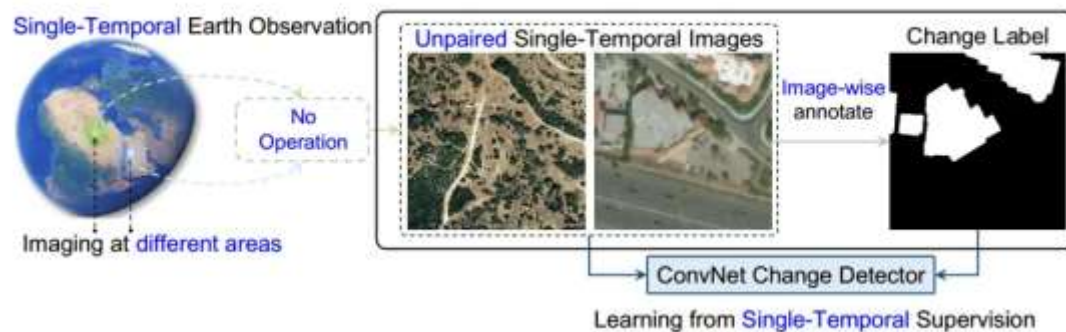 Single-Temporal Earth Observation
Unpaired Single-Temporal Images
Change Label
No
Operation
Image-wise
annotate
Imaging at different areas
ConvNet Change Detector
Learning from Single-Temporal Supervision